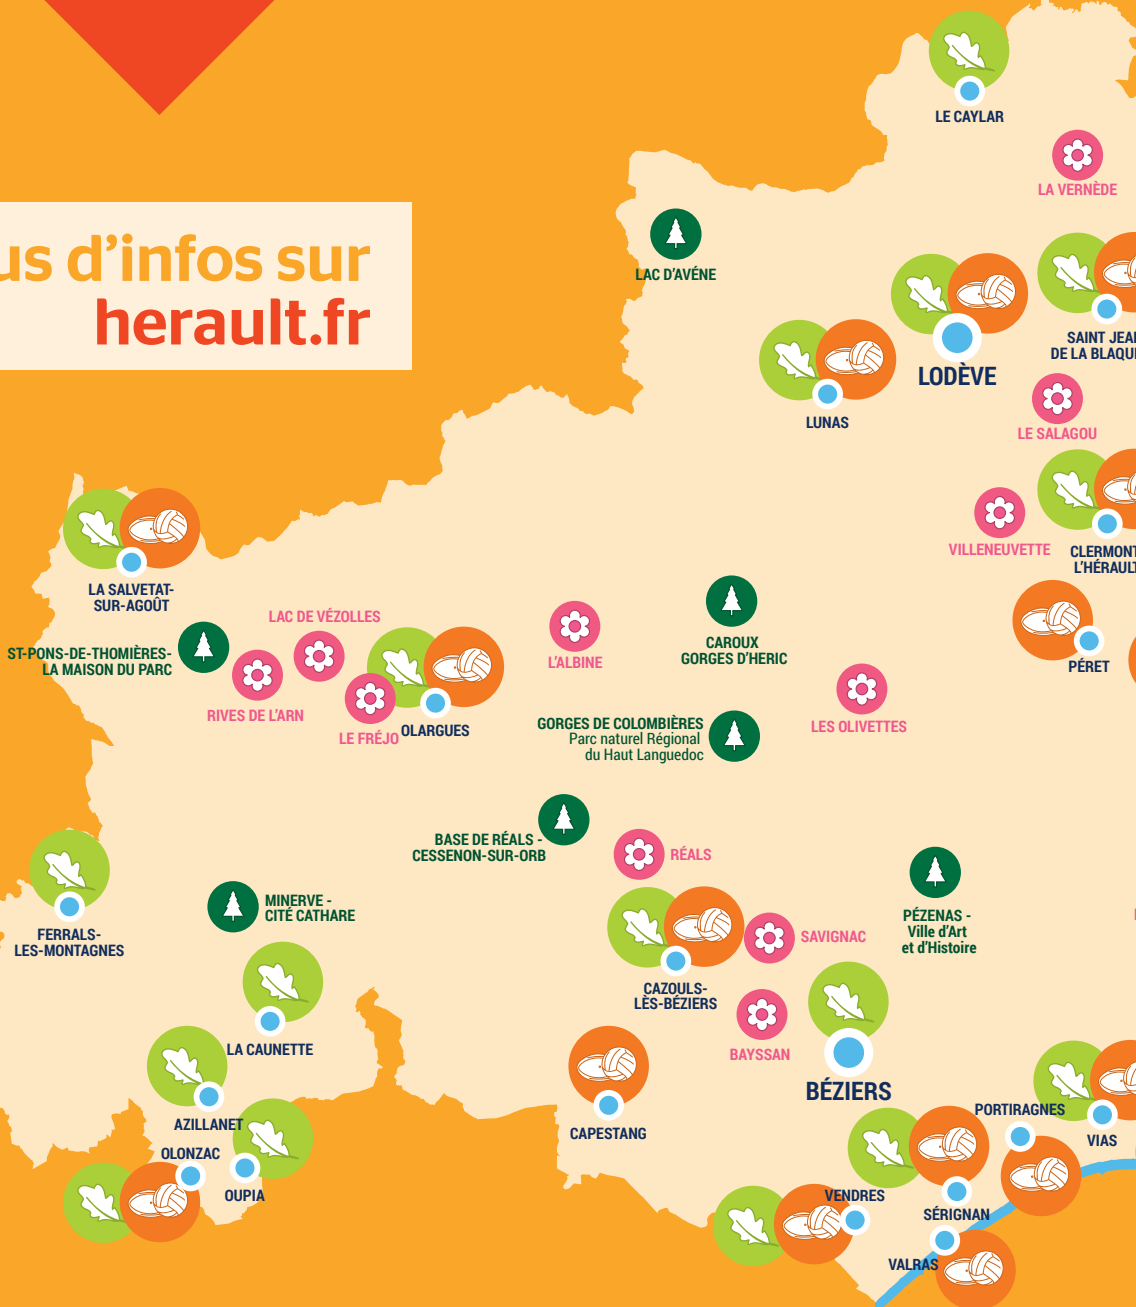 us d'infos sur
herault.fr
LE CAYLAR
LA VERNÈDE
LAC D'AVÉNE
SAINT JEA
DE LA BLAQU
LODÈVE
LUNAS
LE SALAGOU
VILLENEUVETTE
CLERMONT
L'HÉRAULT
LA SALVETAT-
SUR-AGOÛT
LAC DE VÉZOLLES
ST-PONS-DE-THOMIÈRES-
LA MAISON DU PARC
L'ALBINE
CAROUX
GORGES D'HERIC
PÉRET
RIVES DE L'ARN
LE FRÉJO
OLARGUES
GORGES DE COLOMBIÈRES
Parc naturel Régional
du Haut Languedoc
LES OLIVETTES
BASE DE RÉALS -
CESSENON-SUR-ORB
RÉALS
MINERVE -
CITÉ CATHARE
PÉZENAS -
Ville d'Art
et d'Histoire
FERRALS-
LES-MONTAGNES
SAVIGNAC
CAZOULS-
LÈS-BÉZIERS
LA CAUNETTE
BAYSSAN
BÉZIERS
AZILLANET
CAPESTANG
PORTIRAGNES
VIAS
OLONZAC
OUPIA
VENDRES
SÉRIGNAN
VALRAS